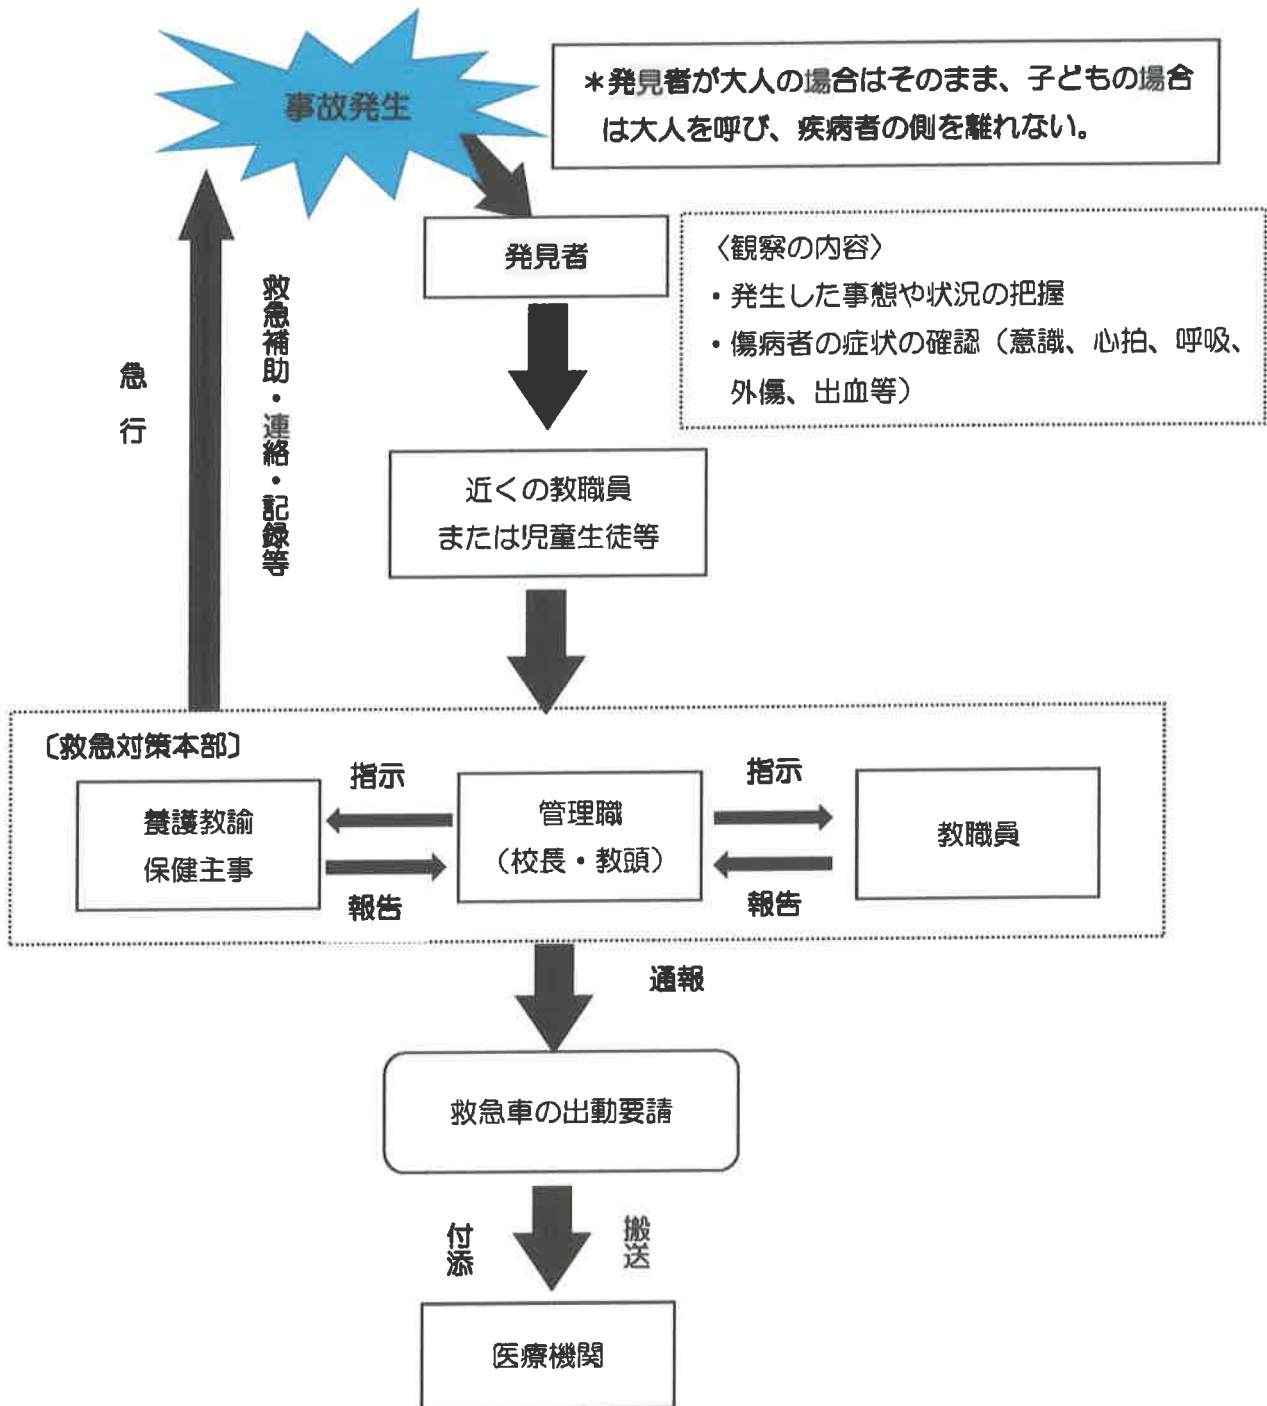 事故発生
＊発見者が大人の場合はそのまま、子どもの場合
は大人を呼び、疾病者の側を離れない。
発見者
〈観察の内容〉
・発生した事態や状況の把握
・傷病者の症状の確認（意識、心拍、呼吸、
外傷、出血等）
急行
救急補助・連絡・記録等
近くの教職員
または児童生徒等
〔救急対策本部〕
指示
指示
養護教諭
保健主事
管理職
（校長・教頭）
教職員
報告
報告
通報
救急車の出動要請
付添
搬送
医療機関